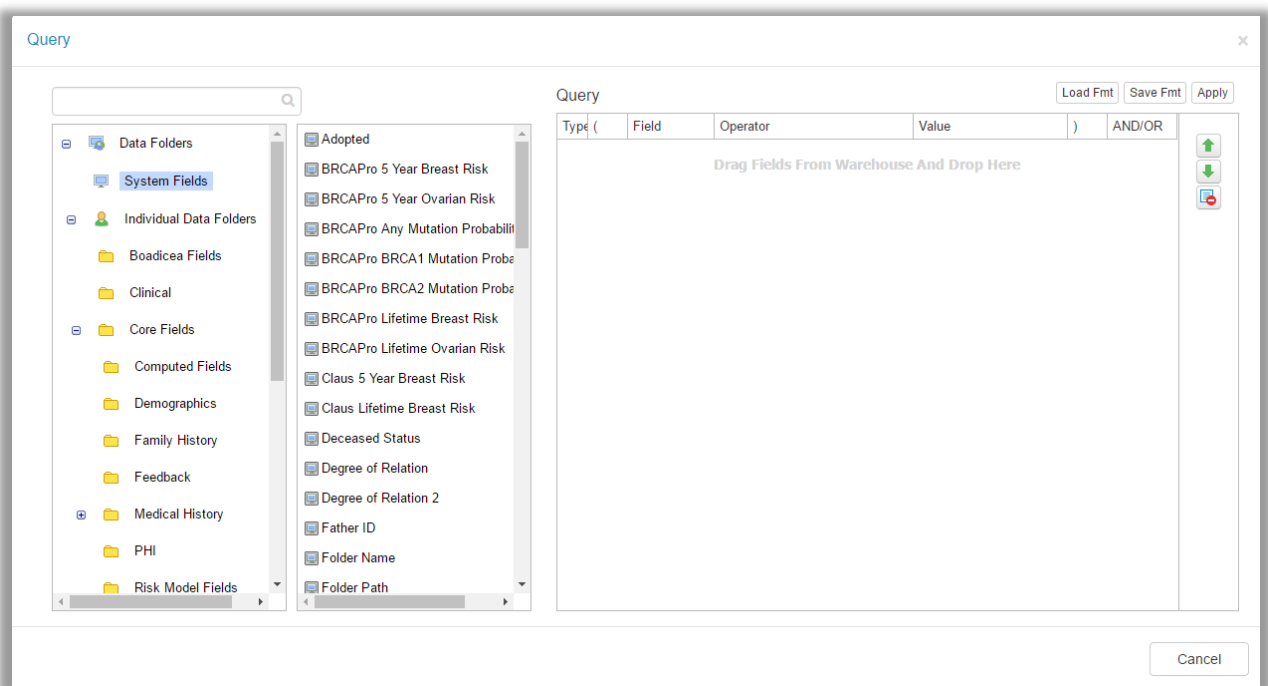 Query
×
Data Folders
System Fields
Individual Data Folders
Boadicea Fields
Clinical
Core Fields
Computed Fields
Demographics
Family History
Feedback
Medical History
PHI
Risk Model Fields
Adopted
BRCAPro 5 Year Breast Risk
BRCAPro 5 Year Ovarian Risk
BRCAPro Any Mutation Probabilit
BRCAPro BRCA1 Mutation Proba
BRCAPro BRCA2 Mutation Proba
BRCAPro Lifetime Breast Risk
BRCAPro Lifetime Ovarian Risk
Claus 5 Year Breast Risk
Claus Lifetime Breast Risk
Deceased Status
Degree of Relation
Degree of Relation 2
Father ID
Folder Name
Folder Path
Query
Load Fmt Save Fmt Apply
Type ( Field Operator Value ) AND/OR
Drag Fields From Warehouse And Drop Here
Cancel